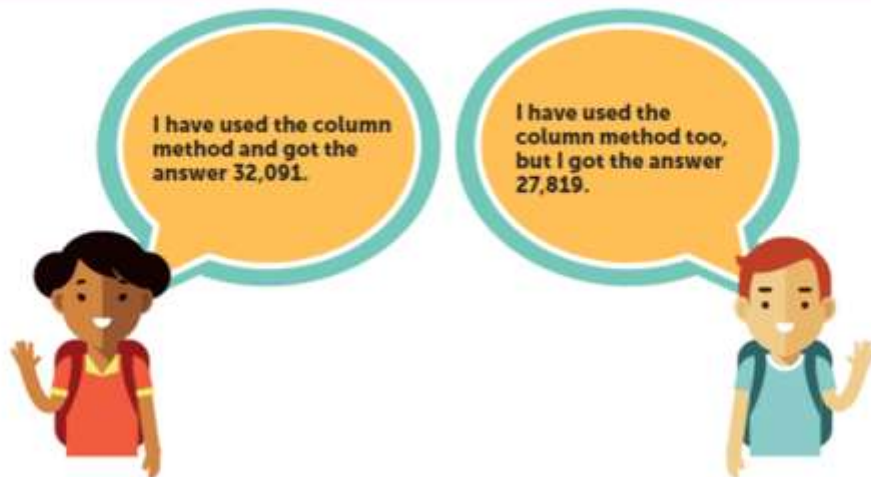 I have used the column
method and got the
answer 32,091.
I have used the
column method too,
but I got the answer
27,819.